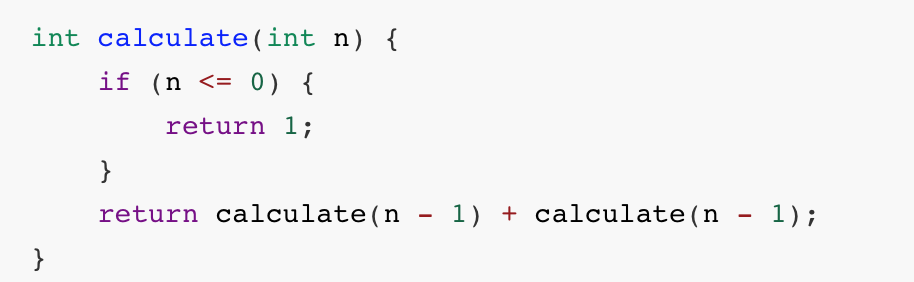 int calculate(int n) {
    if (n <= 0) {
        return 1;
    }
    return calculate(n - 1) + calculate(n - 1);
}